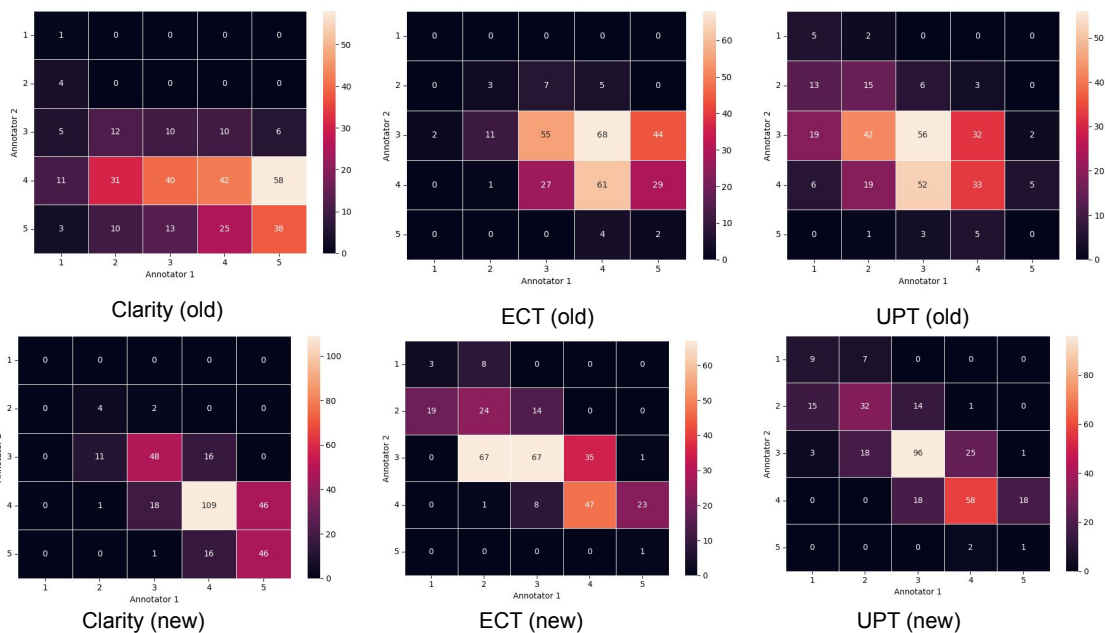 1 1 0 0 0 0
2 4 0 0 0 0
3 5 12 10 10 6
4 11 31 40 42 58
5 3 10 13 25 38
1 2 3 4 5
Annotator 1
Annotator 2
50
40
30
20
10
0
Clarity (old)
1 0 0 0 0 0
2 0 3 7 5 0
3 2 11 55 68 44
4 0 1 27 61 29
5 0 0 0 4 2
1 2 3 4 5
Annotator 1
Annotator 2
60
50
40
30
20
10
0
ECT (old)
1 5 2 0 0 0
2 13 15 6 3 0
3 19 42 56 32 2
4 6 19 52 33 5
5 0 1 3 5 0
1 2 3 4 5
Annotator 1
Annotator 2
50
40
30
20
10
0
UPT (old)
1 0 0 0 0 0
2 0 4 2 0 0
3 0 11 48 16 0
4 0 1 18 109 46
5 0 0 1 16 46
1 2 3 4 5
Annotator 1
Annotator 2
100
80
60
40
20
0
Clarity (new)
1 3 8 0 0 0
2 19 24 14 0 0
3 0 67 67 35 1
4 0 1 8 47 23
5 0 0 0 0 1
1 2 3 4 5
Annotator 1
Annotator 2
60
50
40
30
20
10
0
ECT (new)
1 9 7 0 0 0
2 15 32 14 1 0
3 3 18 96 25 1
4 0 0 18 58 18
5 0 0 0 2 1
1 2 3 4 5
Annotator 1
Annotator 2
80
60
40
20
0
UPT (new)